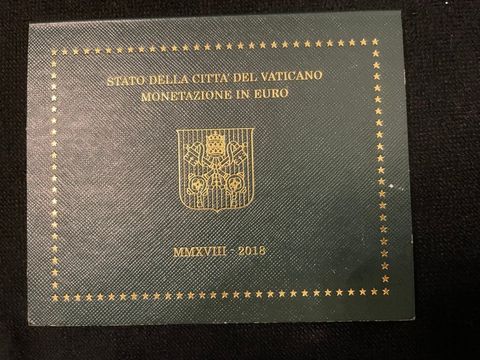 STATO DELLA CITTA' DEL VATICANO
MONETAZIONE IN EURO
MMXVIII - 2018